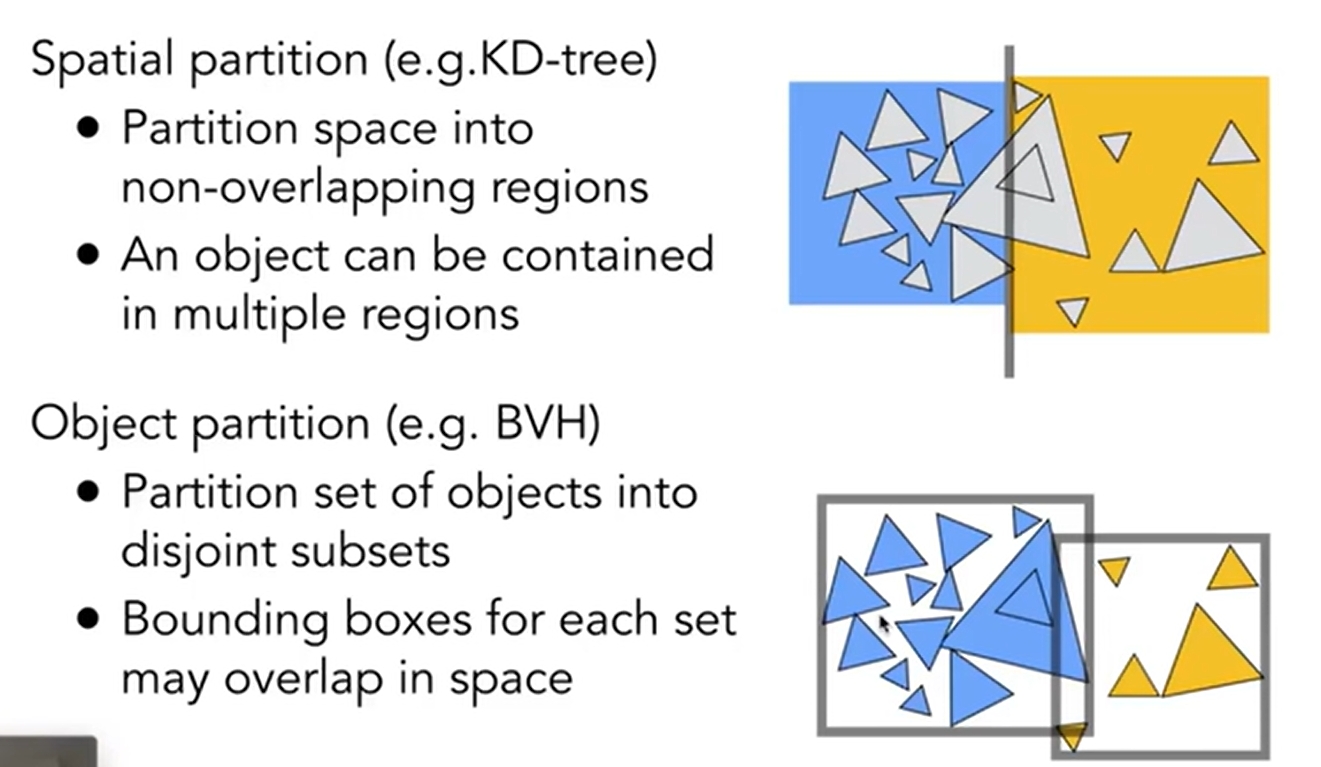 Spatial partition (e.g.KD-tree)
● Partition space into
non-overlapping regions
● An object can be contained
in multiple regions
Object partition (e.g. BVH)
● Partition set of objects into
disjoint subsets
● Bounding boxes for each set
may overlap in space